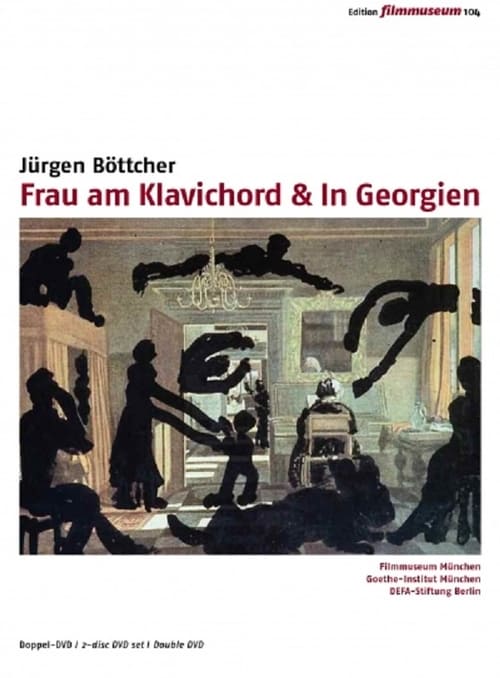 Edition filmmuseum 104
Jürgen Böttcher
Frau am Klavichord & In Georgien
Filmmuseum München
Goethe-Institut München
DEFA-Stiftung Berlin
Doppel-DVD / 2-disc DVD set I Double DVD